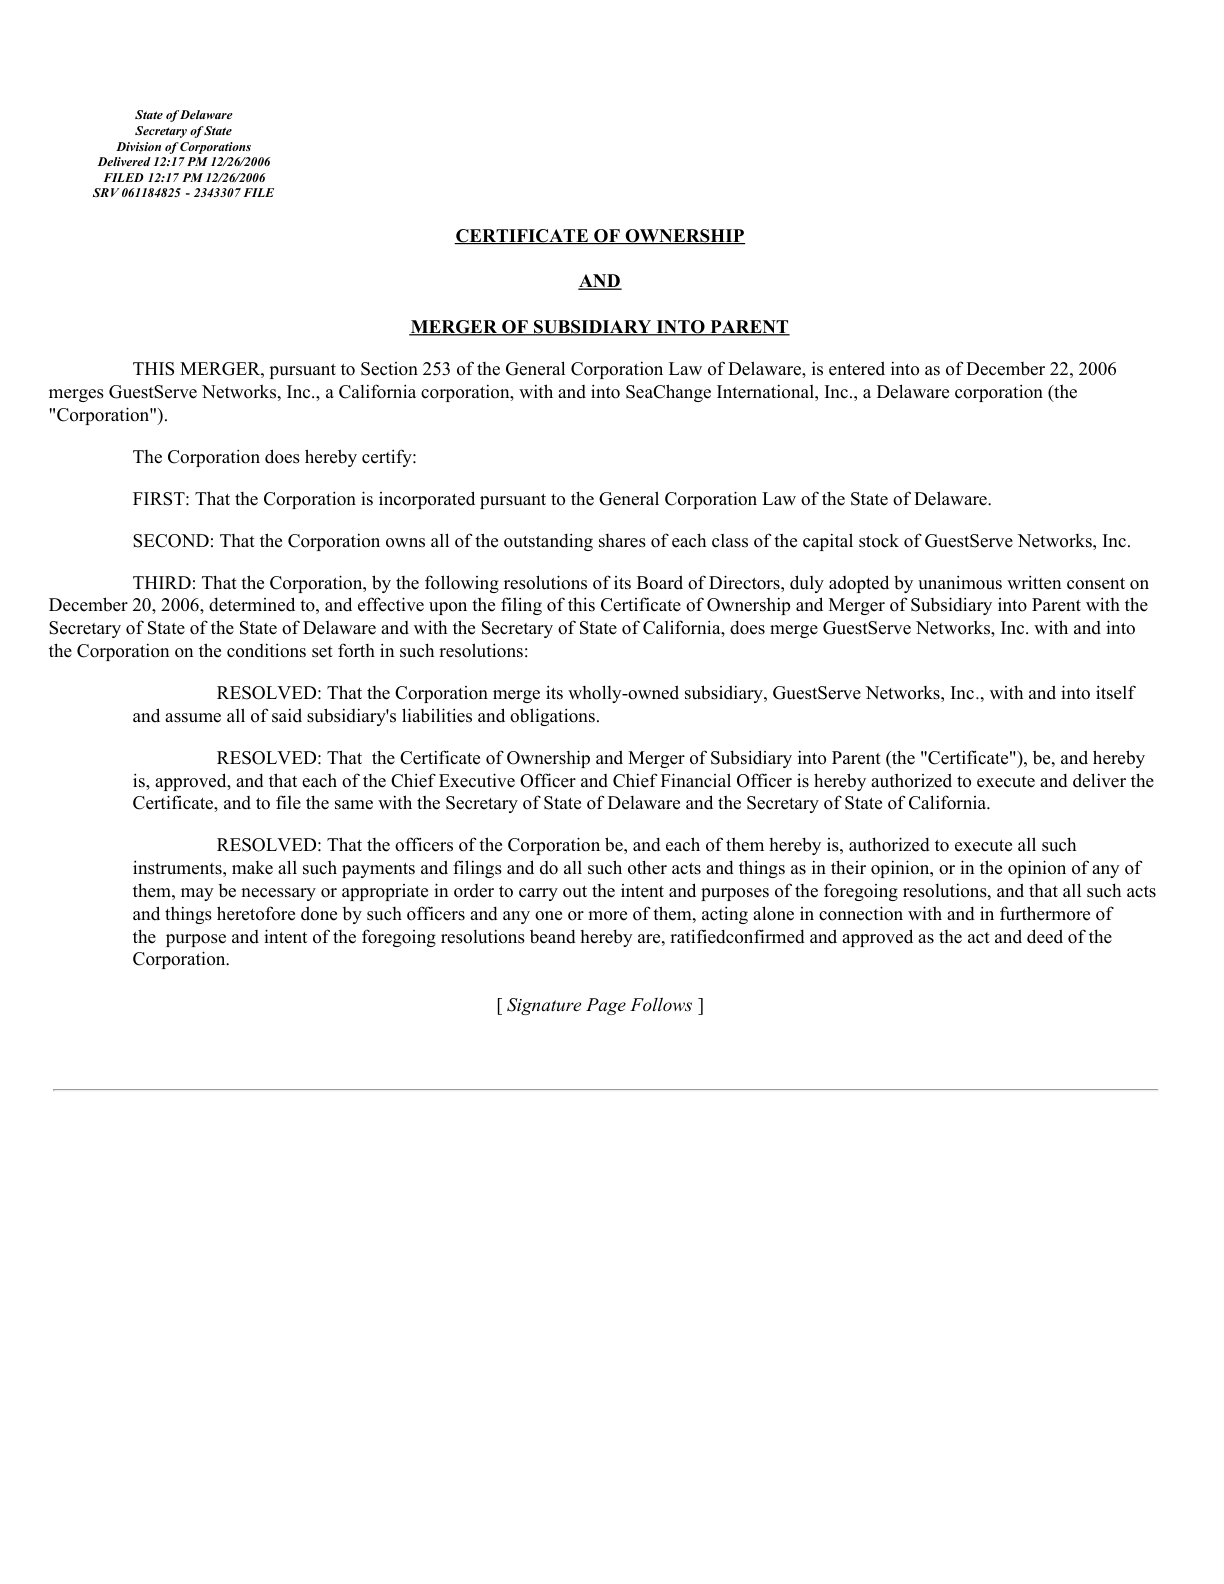 State of Delaware
Secretary of State
Division of Corporations
Delivered 12:17 PM 12/26/2006
FILED 12:17 PM 12/26/2006
SRV 061184825 - 2343307 FILE
CERTIFICATE OF OWNERSHIP
AND
MERGER OF SUBSIDIARY INTO PARENT
THIS MERGER, pursuant to Section 253 of the General Corporation Law of Delaware, is entered into as of December 22, 2006
merges GuestServe Networks, Inc., a California corporation, with and into SeaChange International, Inc., a Delaware corporation (the
"Corporation").
The Corporation does hereby certify:
FIRST: That the Corporation is incorporated pursuant to the General Corporation Law of the State of Delaware.
SECOND: That the Corporation owns all of the outstanding shares of each class of the capital stock of GuestServe Networks, Inc.
THIRD: That the Corporation, by the following resolutions of its Board of Directors, duly adopted by unanimous written consent on
December 20, 2006, determined to, and effective upon the filing of this Certificate of Ownership and Merger of Subsidiary into Parent with the
Secretary of State of the State of Delaware and with the Secretary of State of California, does merge GuestServe Networks, Inc. with and into
the Corporation on the conditions set forth in such resolutions:
RESOLVED: That the Corporation merge its wholly-owned subsidiary, GuestServe Networks, Inc., with and into itself
and assume all of said subsidiary's liabilities and obligations.
RESOLVED: That  the Certificate of Ownership and Merger of Subsidiary into Parent (the "Certificate"), be, and hereby
is, approved, and that each of the Chief Executive Officer and Chief Financial Officer is hereby authorized to execute and deliver the
Certificate, and to file the same with the Secretary of State of Delaware and the Secretary of State of California.
RESOLVED: That the officers of the Corporation be, and each of them hereby is, authorized to execute all such
instruments, make all such payments and filings and do all such other acts and things as in their opinion, or in the opinion of any of
them, may be necessary or appropriate in order to carry out the intent and purposes of the foregoing resolutions, and that all such acts
and things heretofore done by such officers and any one or more of them, acting alone in connection with and in furthermore of
the  purpose and intent of the foregoing resolutions beand hereby are, ratifiedconfirmed and approved as the act and deed of the
Corporation.
[ Signature Page Follows ]